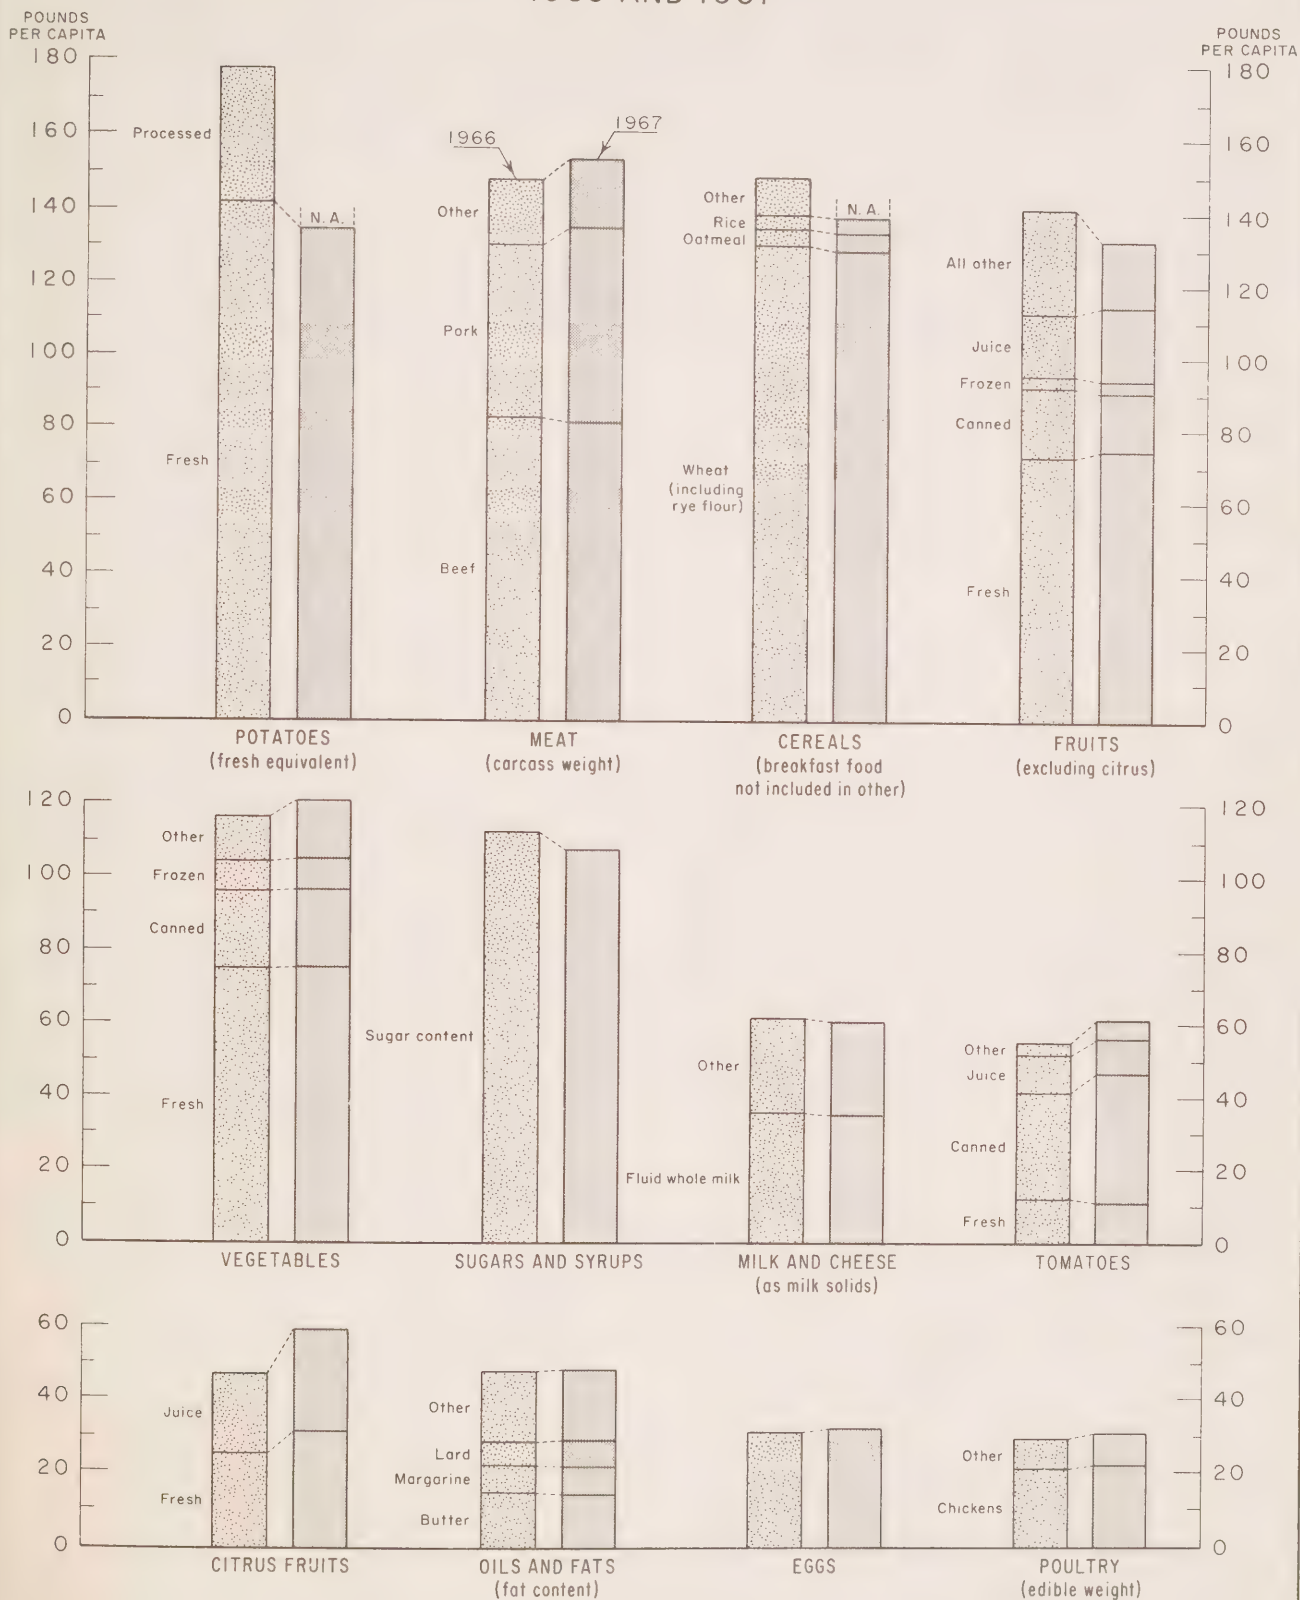 1966 AND 1967
POUNDS
PER CAPITA
180
160
140
120
100
80
60
40
20
0
Processed
Fresh
N. A.
POTATOES
(fresh equivalent)
1966
1967
Other
Pork
Beef
MEAT
(carcass weight)
Other
Rice
Oatmeal
N. A.
Wheat
(including
rye flour)
CEREALS
(breakfast food
not included in other)
All other
Juice
Frozen
Canned
Fresh
FRUITS
(excluding citrus)
POUNDS
PER CAPITA
180
160
140
120
100
80
60
40
20
0
120
100
80
60
40
20
0
Other
Frozen
Canned
Fresh
VEGETABLES
Sugar content
SUGARS AND SYRUPS
Other
Fluid whole milk
MILK AND CHEESE
(as milk solids)
Other
Juice
Canned
Fresh
TOMATOES
120
100
80
60
40
20
0
60
40
20
0
Juice
Fresh
CITRUS FRUITS
Other
Lard
Margarine
Butter
OILS AND FATS
(fat content)
EGGS
Other
Chickens
POULTRY
(edible weight)
60
40
20
0